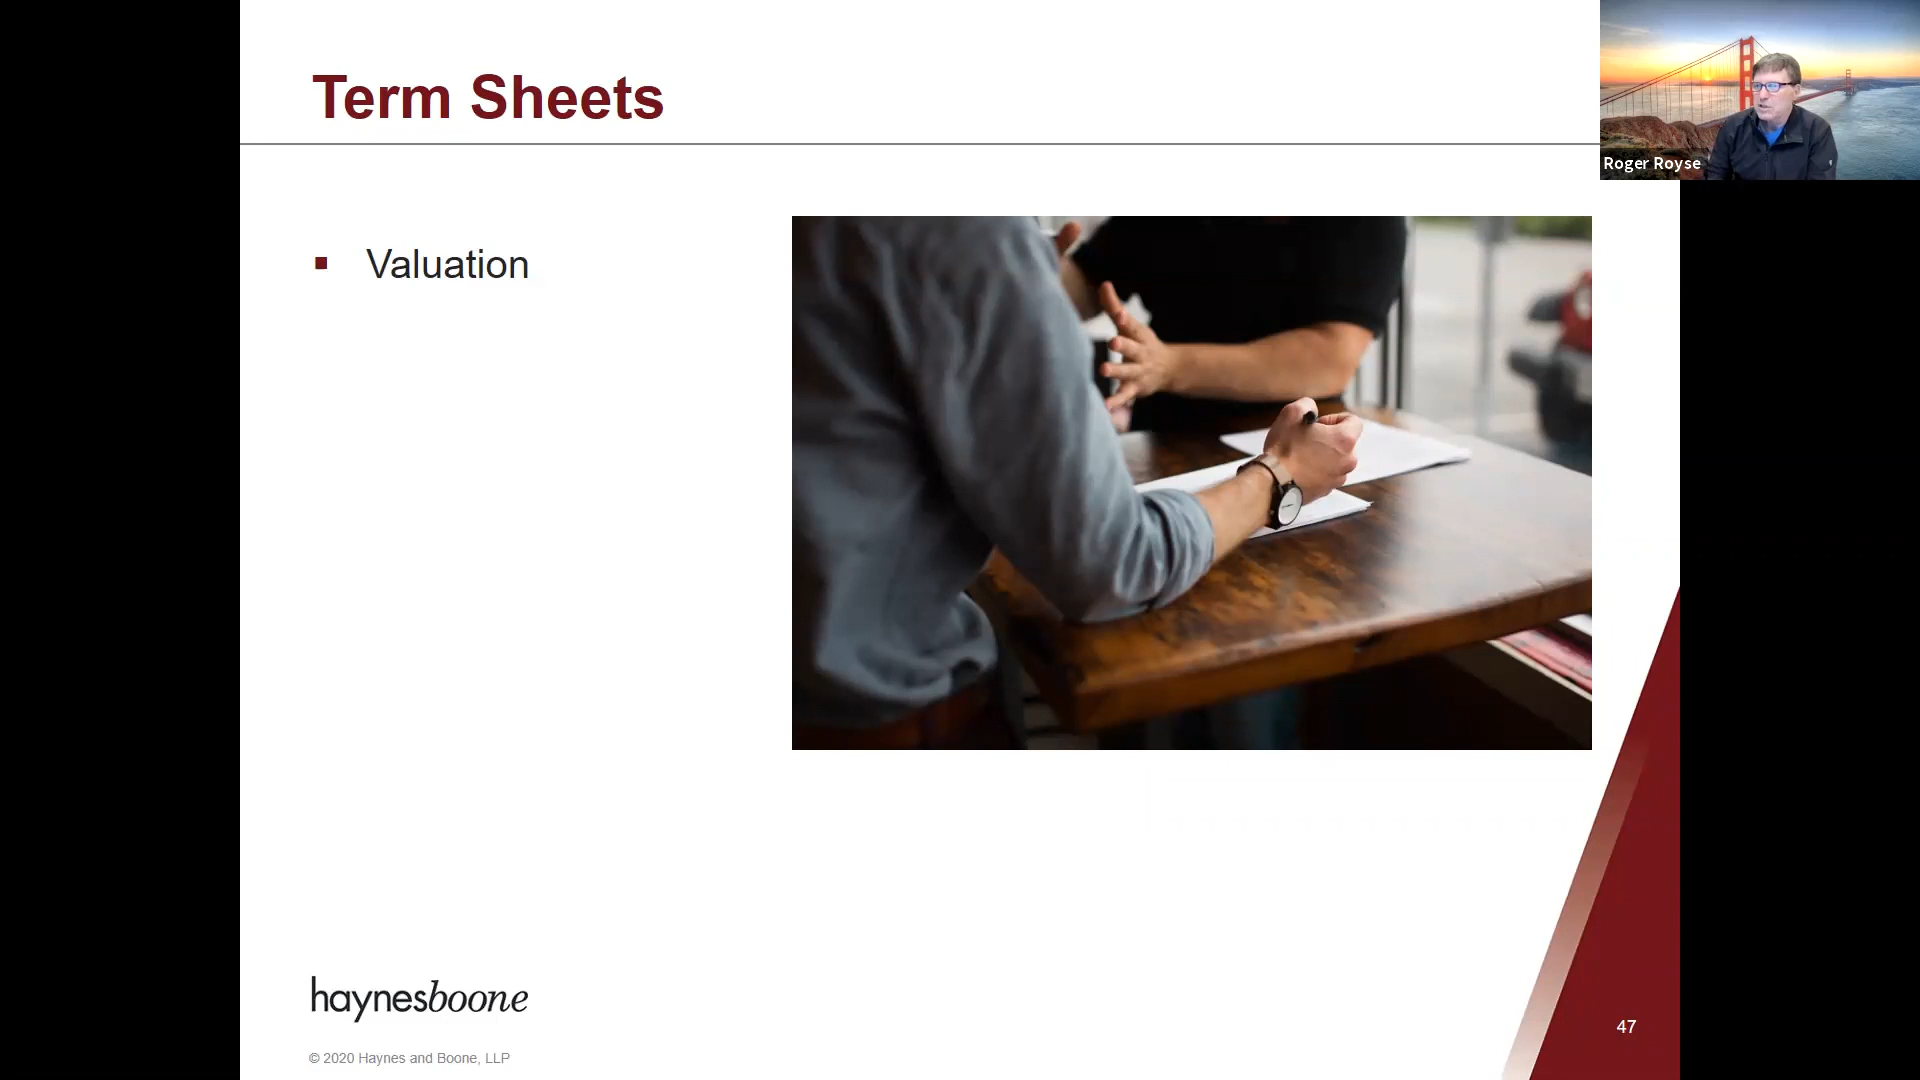 Term Sheets
Roger Royse
Valuation
haynesboone
47
© 2020 Haynes and Boone, LLP